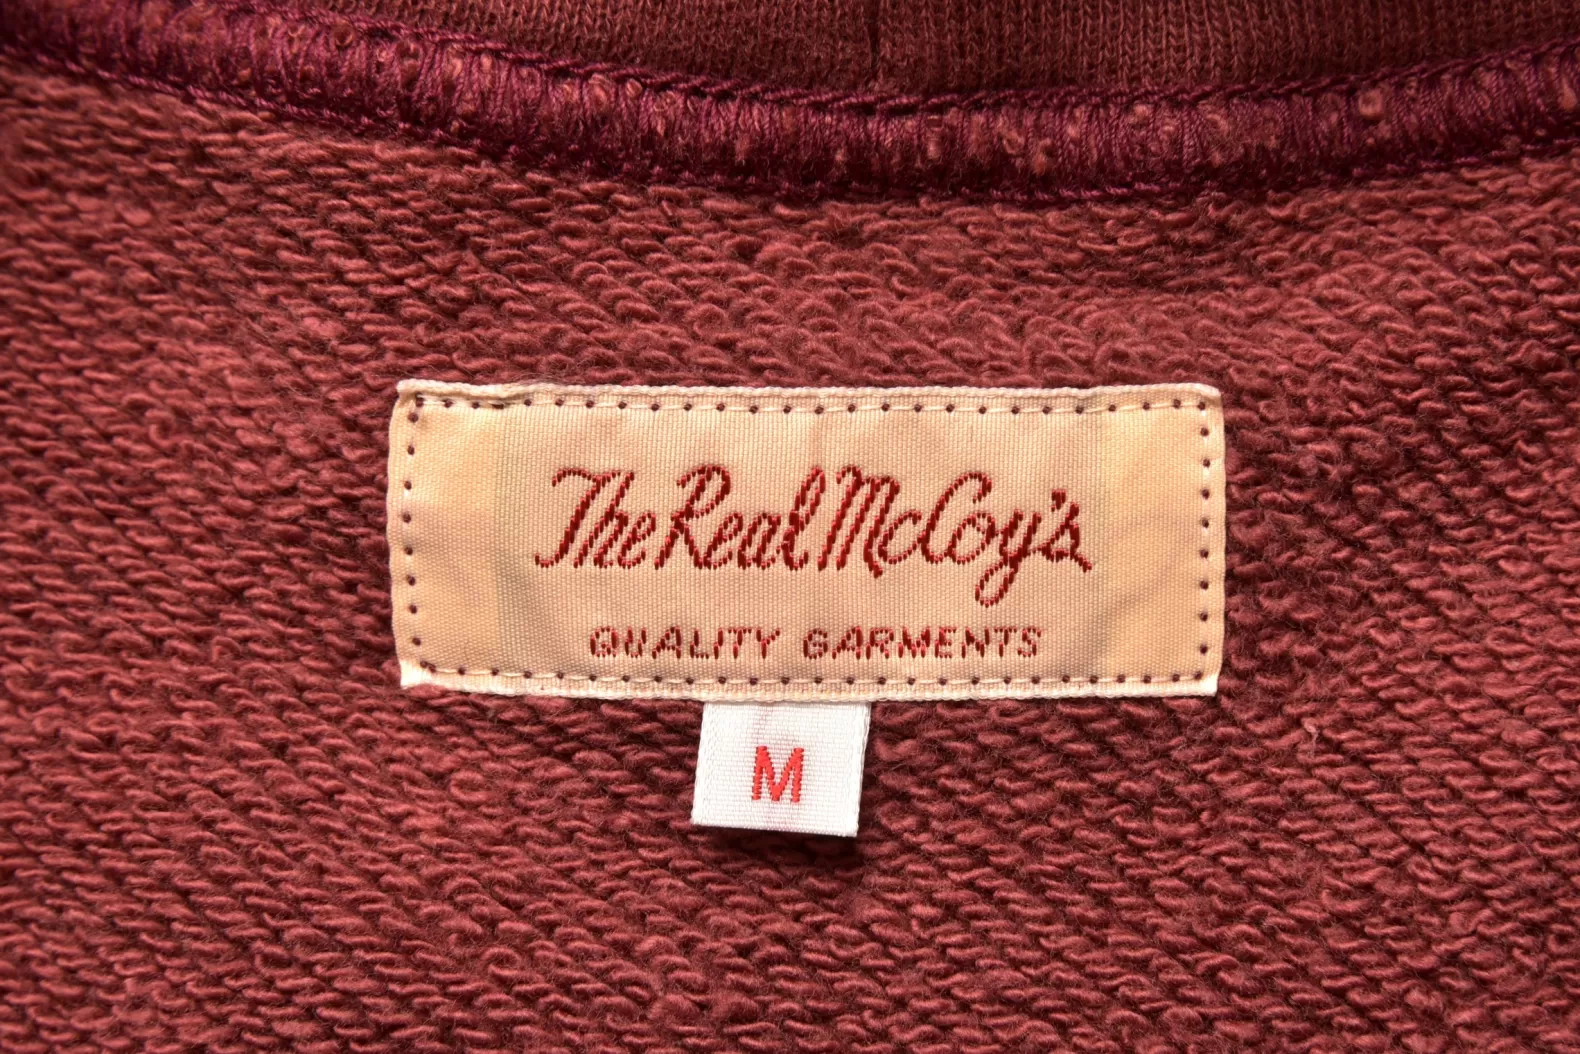 The Real McCoy's
QUALITY GARMENTS
M